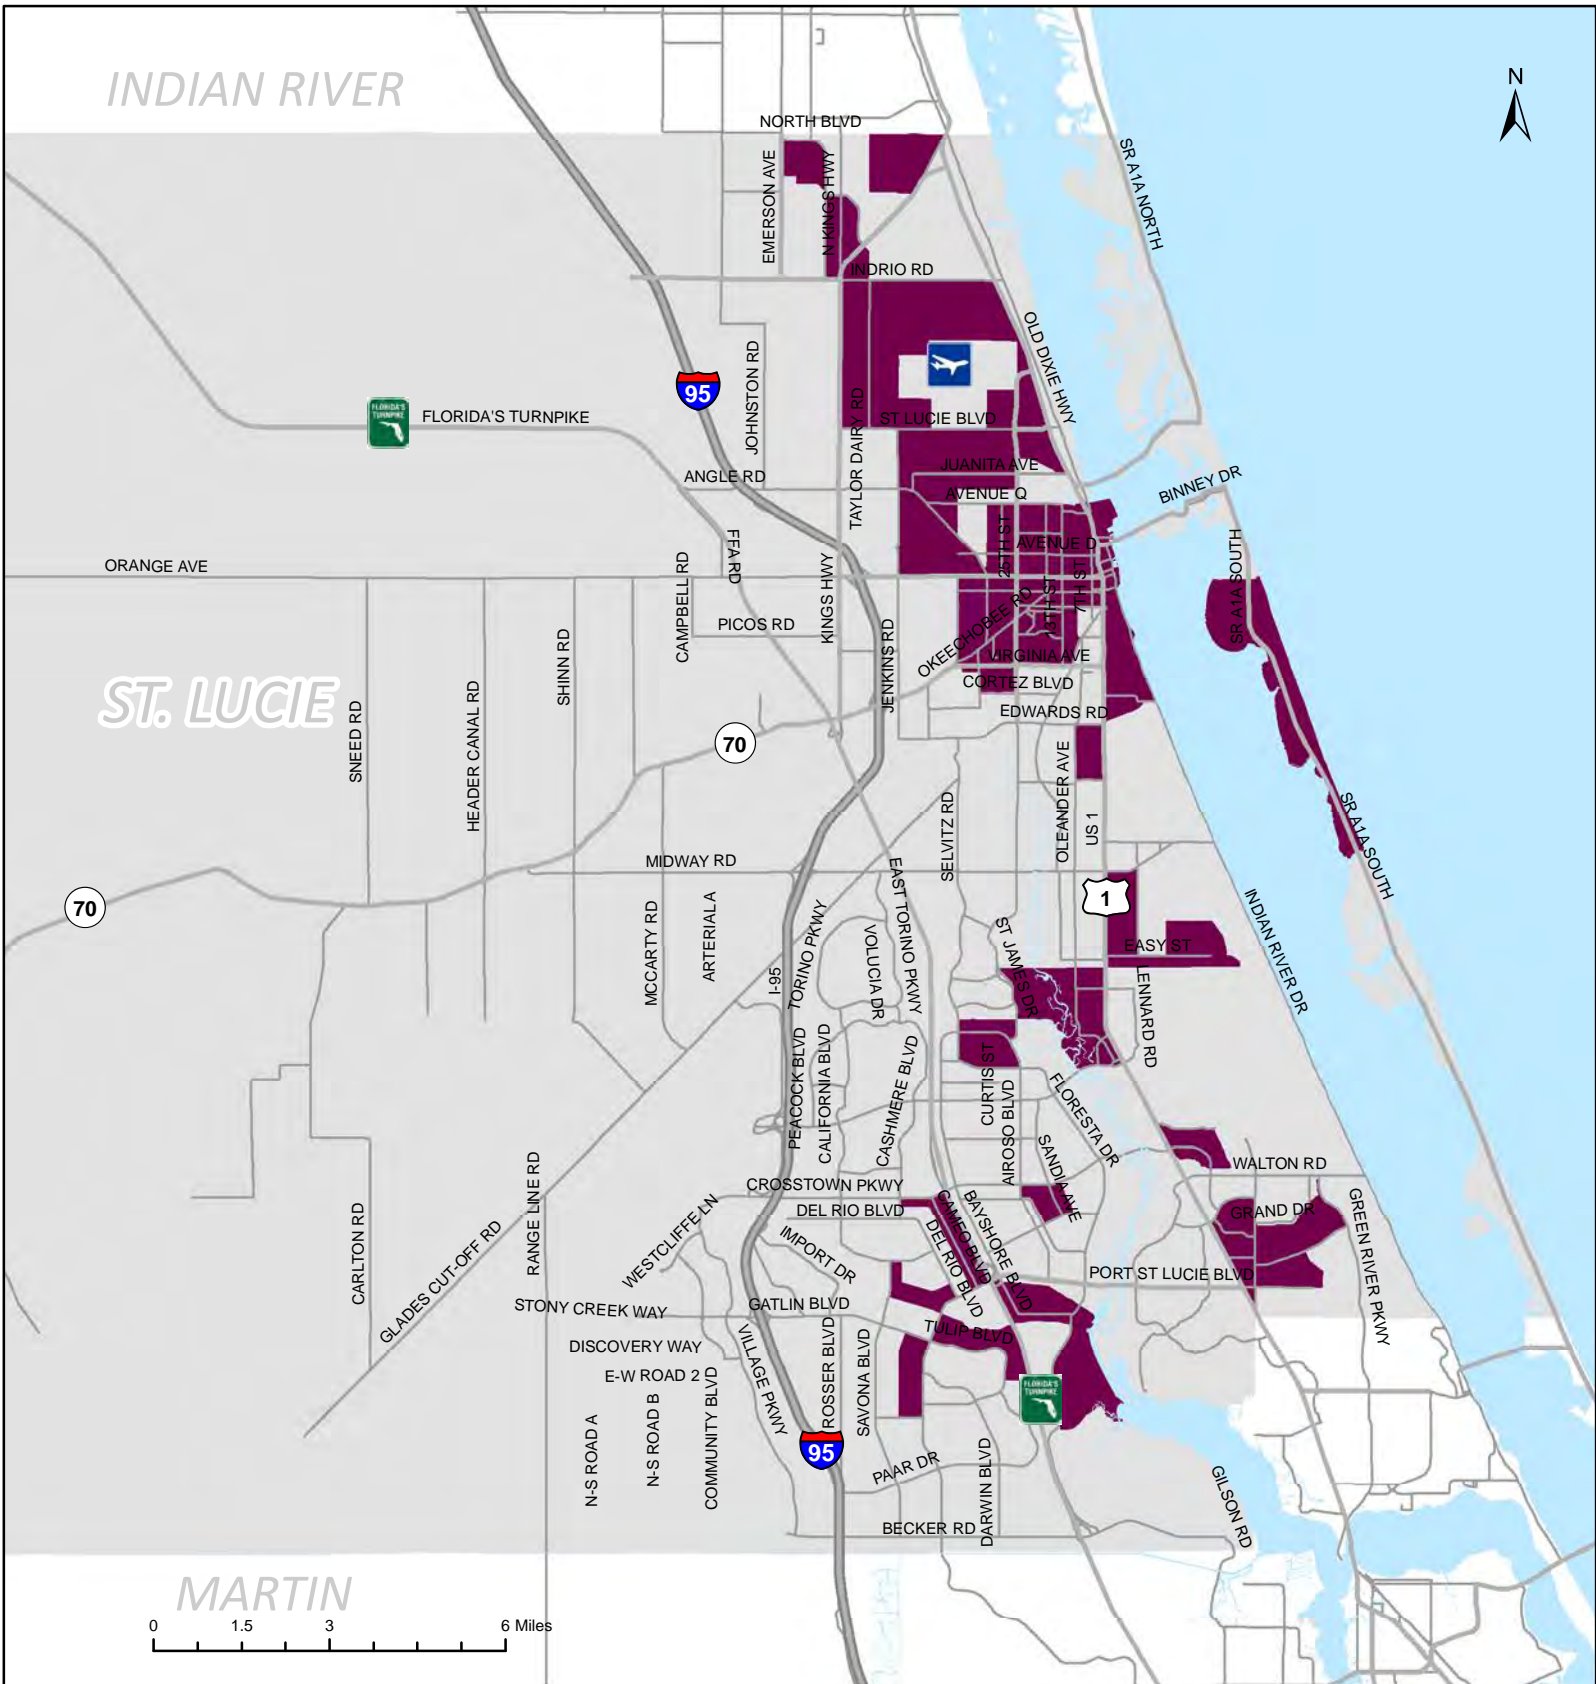 INDIAN RIVER
N
NORTH BLVD
SR A1A NORTH
EMERSON AVE
N KINGS HWY
INDRIO RD
OLD DIXIE HWY
JOHNSTON RD
95
FLORIDA'S
TURNPIKE
FLORIDA'S TURNPIKE
TAYLOR DAIRY RD
ST LUCIE BLVD
ANGLE RD
JUANITA AVE
AVENUE Q
BINNEY DR
FFA RD
25TH ST
AVENUE D
ORANGE AVE
CAMPBELL RD
KINGS HWY
13TH ST
7TH ST
SR A1A SOUTH
PICOS RD
OKEECHOBEE RD
SHINN RD
JENKINS RD
VIRGINIA AVE
CORTEZ BLVD
ST. LUCIE
SNEED RD
HEADER CANAL RD
EDWARDS RD
70
OLEANDER AVE
SELVITZ RD
US 1
SR A1A SOUTH
MIDWAY RD
70
1
MCCARTY RD
ARTERIAL A
I-95
TORINO PKWY
VOLUCIA DR
EAST TORINO PKWY
ST JAMES DR
EASY ST
LENNARD RD
INDIAN RIVER DR
PEACOCK BLVD
CALIFORNIA BLVD
CASHMERE BLVD
CURTIS ST
AIROSO BLVD
FLORESTA DR
SANDIA AVE
WALTON RD
RANGE LINE RD
CROSSTOWN PKWY
CARLTON RD
GLADES CUT-OFF RD
WESTCLIFFE LN
DEL RIO BLVD
CAMEO BLVD
BAYSHORE BLVD
GRAND DR
GREEN RIVER PKWY
IMPORT DR
DEL RIO BLVD
PORT ST LUCIE BLVD
STONY CREEK WAY
GATLIN BLVD
TULIP BLVD
DISCOVERY WAY
E-W ROAD 2
VILLAGE PKWY
ROSSER BLVD
SAVONA BLVD
FLORIDA'S
TURNPIKE
N-S ROAD A
N-S ROAD B
COMMUNITY BLVD
95
PAAR DR
DARWIN BLVD
GILSON RD
BECKER RD
MARTIN
0 1.5 3 6 Miles